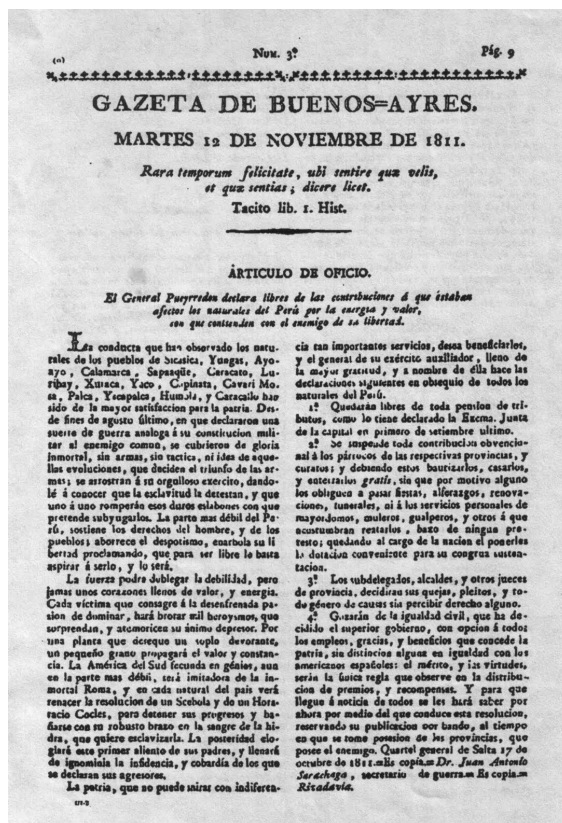 (0)
Num. 3º
Pág. 9
GAZETA DE BUENOS=AYRES.
MARTES 12 DE NOVIEMBRE DE 1811.
Rara temporum felicitate, ubi sentire quæ velis,
et quæ sentias; dicere licet.
Tacito lib. 1. Hist.
ÀRTICULO DE OFICIO.
El General Pueyrredon declara libres de las contribuciones á que éstaban
afectos los naturales del Perú por la energia y valor,
con que contienden con el enemigo de su libertad.
La conducta que han observado los natu-
rales de los pueblos de Sicasica, Yungas, Ayo-
ayo, Calamarca, Sapaaqüe, Caracato, Lu-
ribay, Xuraca, Yaco, Capinata, Cavari Mo-
sa, Palca, Yocapalca, Humala, y Caracallo hao
sido de la mayor satisfaccion para la patria. Des-
de fines de agosto último, en que declararon una
suerte de guerra analoga á su constitucion mili-
tar al enemigo comun, se cubrieron de gloria
inmortal, sin armas, sin tactica, ni idea de aque-
llas evoluciones, que deciden el triunfo de las ar-
mas; se arrostran á su orgulloso exército, dando-
le á conocer que la esclavitud la detestan, y que
uno á uno romperán esos duros eslabones con que
pretende subyugarlos. La parte mas débil del Pe-
rú, sostiene los derechos del hombre, y de los
pueblos; aborrece el despotismo, enarbola su li
bertad proclamando, que para ser libre lo basta
aspirar á serlo, y lo será.
La fuerza podra doblegar la debilidad, pero
jamas unos corazones llenos de valor, y energia.
Cada víctima que consagre á la desenfrenada pa-
sion de dominar, hará brotar mil heroysmos, que
sorprendan, y atemoricen su ánimo depresor. Por
una planta que derogue un soplo devorante,
un pequeño grano propagará el valor y constan-
cia. La América del Sud fecunda en génios, aun
en la parte mas débil, será imitadora de la in-
mortal Roma, y en cada natural del pais verá
renacer la resolucion de un Scebola y de un Hora-
racio Cocles, para detener sus progresos y ba-
ñarse con su robusto brazo en la sangre de la hi-
dra, que quiere esclavizarla. La posteridad elo-
giará este primer aliento de sus padres, y llenará
de ignominia la infidencia, y cobardía de los que
se declaran sus agresores.
La patria, que no puede mirar con indiferen-
cia tan importantes servicios, desea beneficiarlos,
y el general de su exército auxiliador, lleno de
la mayor gratitud, y a nombre de élla hace las
declaraciones siguientes en obsequio de todos los
naturales del Perú.
1º Quedarán libres de toda pension de tri-
butos, como lo tiene declarado la Excma. Junta
de la capital en primero de setiembre ultimo.
2º Se suspende toda contribucion obvencio-
nal á los párrocos de las respectivas provincias, y
curatos; y debiendo estos bautizarlos, casarlos,
y enterrarlos gratis, sin que por motivo alguno
los obliguen a pasar fiestas, alferazgos, renova-
ciones, funerales, ni á los servicios personales de
mayordomos, muleros, gualperos, y otros á que
acostumbran restarlos, baxo de ningun pre-
testo; quedando al cargo de la nacion el ponerles
la dotacion conveniente para su congrua susten-
tacion.
3º Los subdelegados, alcaldes, y otros jueces
de provincia, decidiran sus quejas, pleitos, y to-
do género de causas sin percibir derecho alguno.
4º Gozarán de la igualdad civil, que ha de-
cidido el superior gobierno, con opcion á todos
los empleos, gracias, y beneficios que concede la
patria, sin distincion alguna en igualdad con los
americanos españoles: el mérito, y las virtudes,
serán la única regla que observe en la distribu-
cion de premios, y recompensas. Y para que
llegue á noticia de todos se les hará saber por
ahora por medio del que conduce esta resolucion,
reservando su publicacion por bando, al tiempo
en que se tome posesion de las provincias, que
posee el enemigo. Quartel general de Salta 17 de
octubre de 1811.=Dr. Juan Antonio
Sarachaga, secretario de guerra.=Es copia.=
Rivadavia.